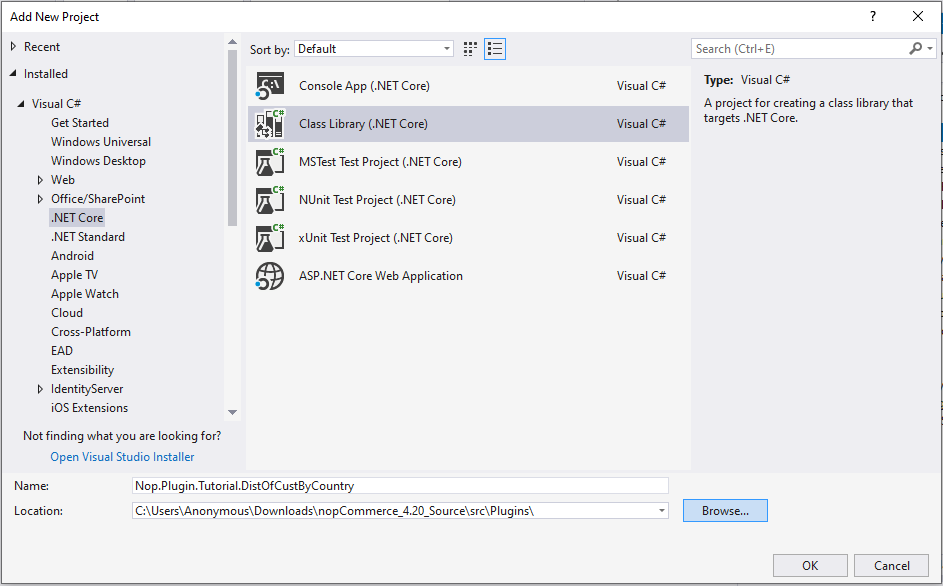 Add New Project
?
Recent
Installed
Visual C#
Get Started
Windows Universal
Windows Desktop
Web
Office/SharePoint
.NET Core
.NET Standard
Android
Apple TV
Apple Watch
Cloud
Cross-Platform
EAD
Extensibility
IdentityServer
iOS Extensions
Not finding what you are looking for?
Open Visual Studio Installer
Sort by: Default
C:\ Console App (.NET Core) Visual C#
C# Class Library (.NET Core) Visual C#
C# MSTest Test Project (.NET Core) Visual C#
C# NUnit Test Project (.NET Core) Visual C#
C# xUnit Test Project (.NET Core) Visual C#
ASP.NET Core Web Application Visual C#
Search (Ctrl+E)
Type: Visual C#
A project for creating a class library that
targets .NET Core.
Name: Nop.Plugin.Tutorial.DistOfCustByCountry
Location: C:\Users\Anonymous\Downloads\nopCommerce_4.20_Source\src\Plugins\
Browse...
OK Cancel